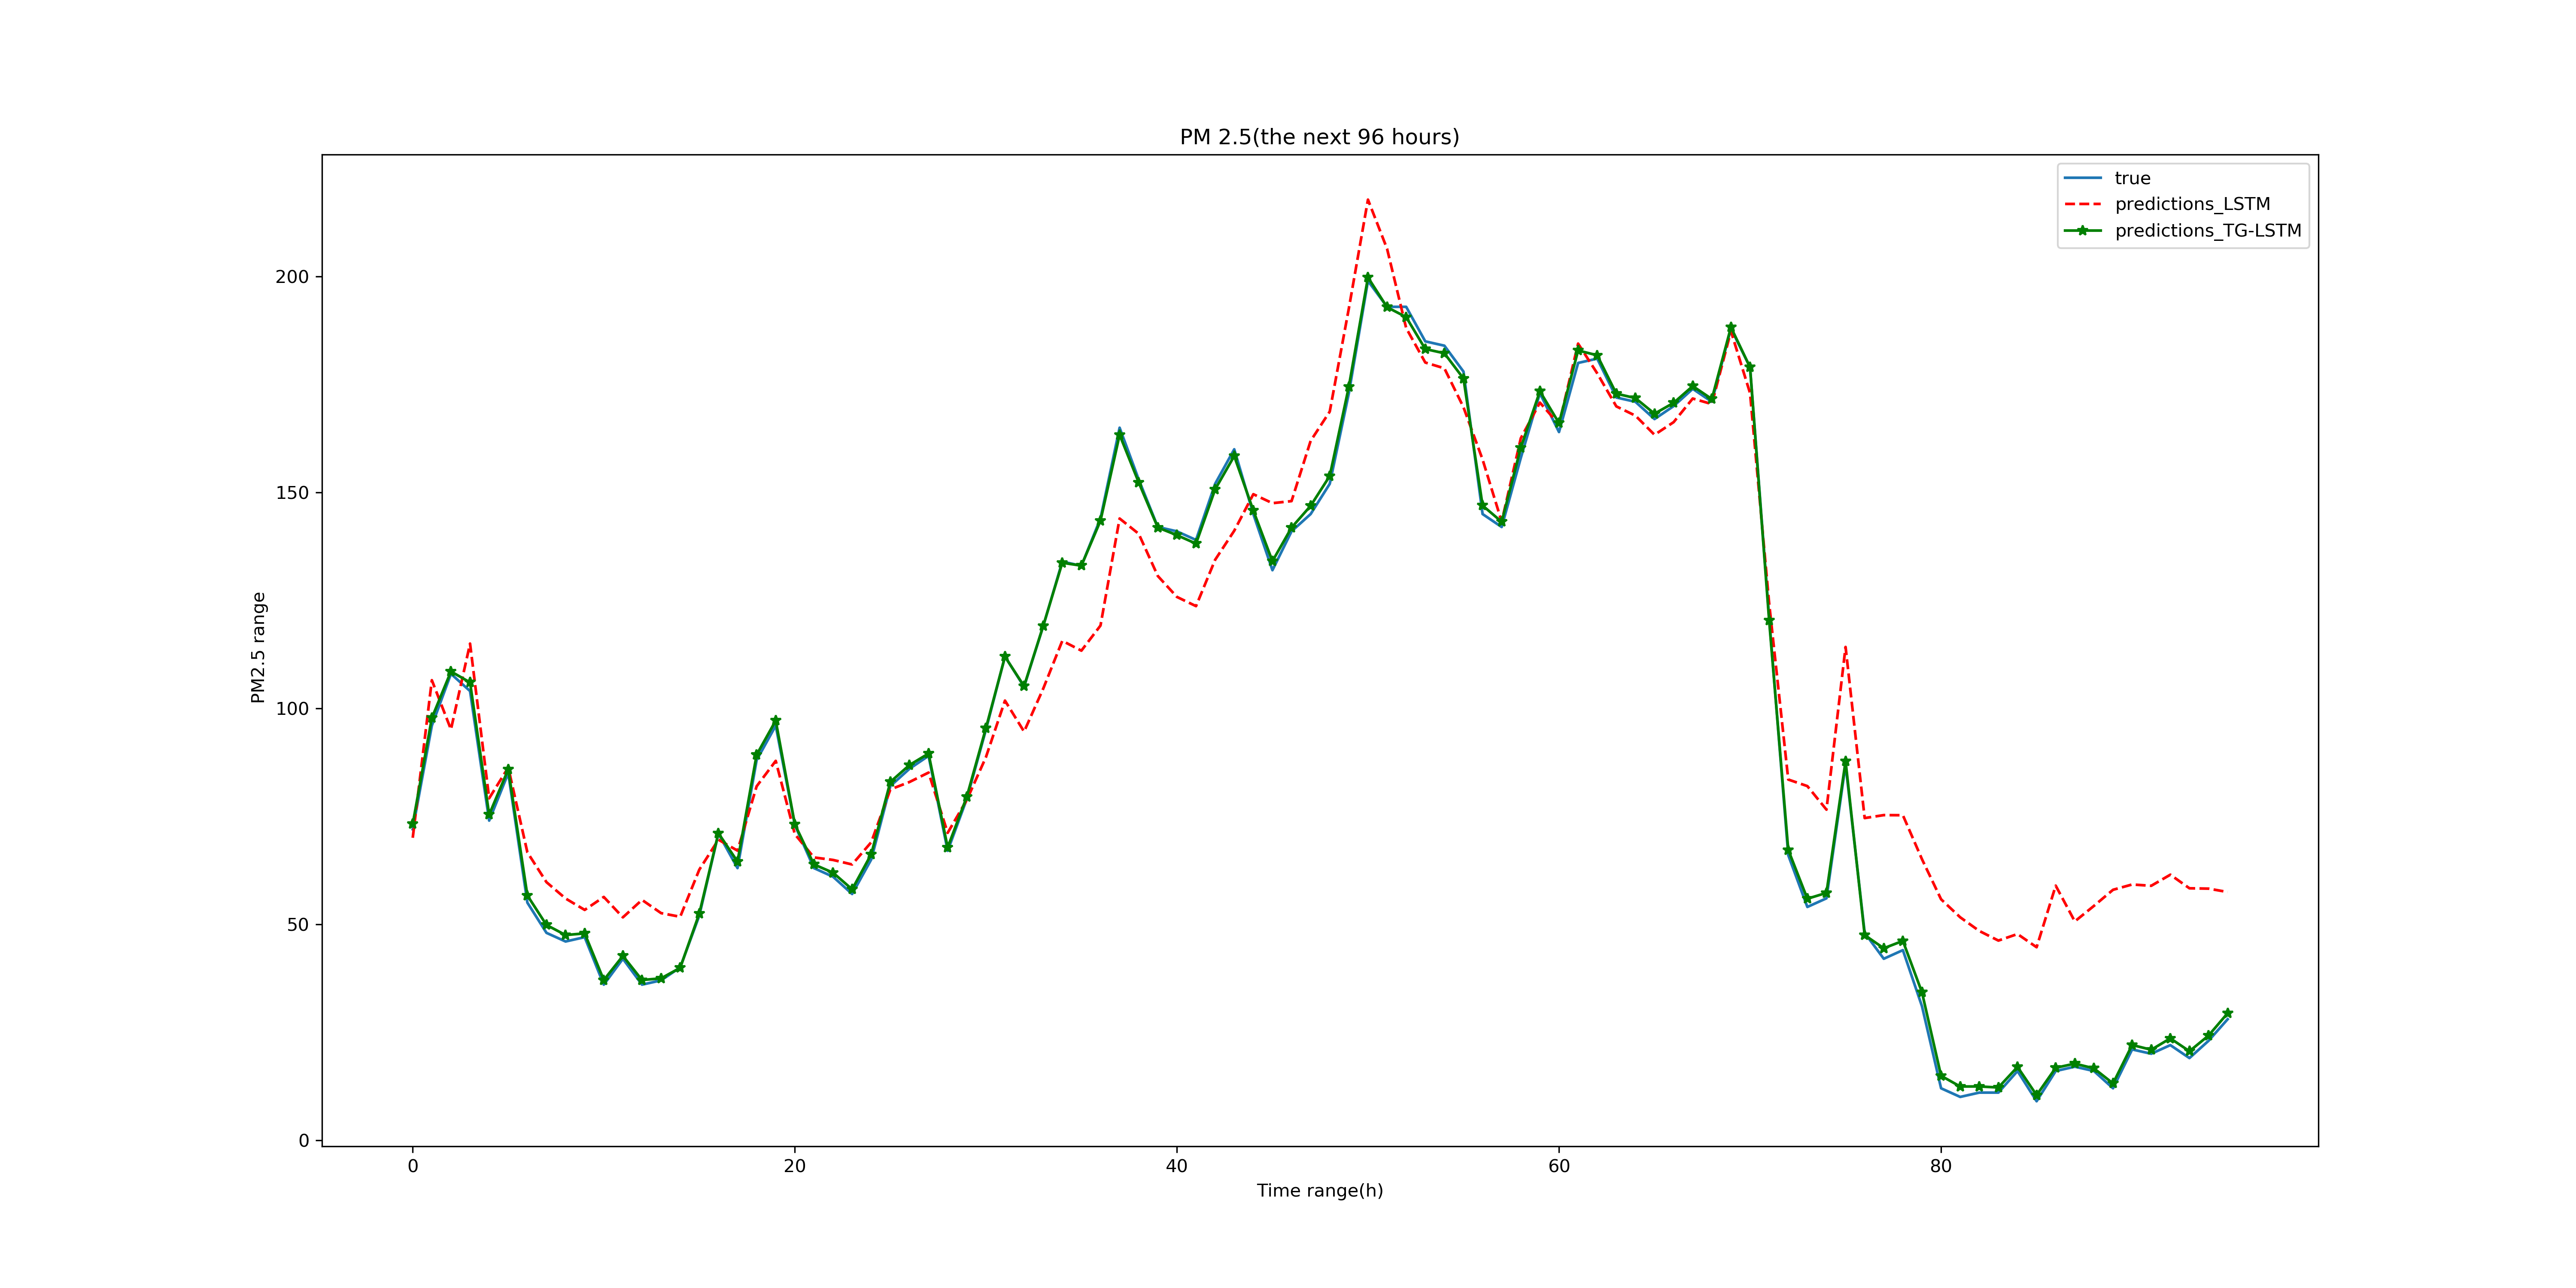 PM 2.5(the next 96 hours)
true
predictions_LSTM
predictions_TG-LSTM
PM2.5 range
200
150
100
50
0
0 20 40 60 80
Time range(h)